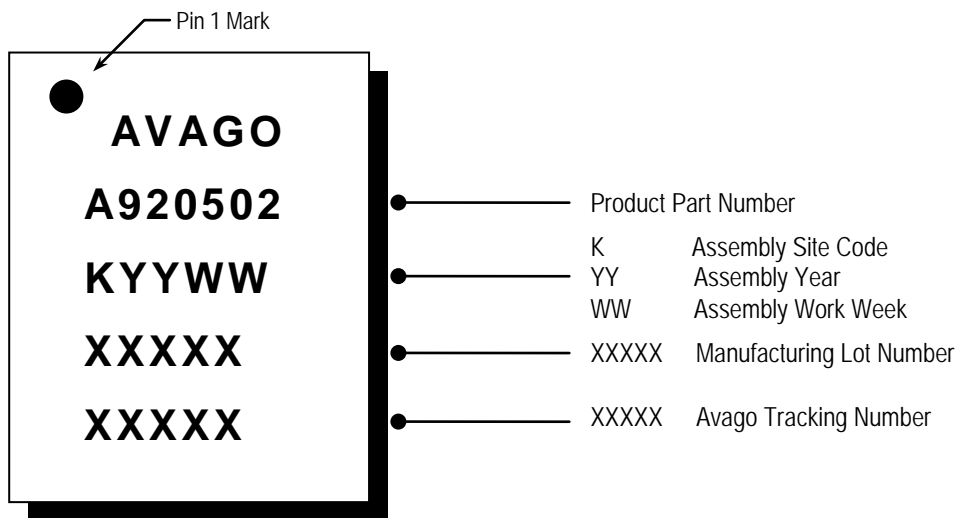 Pin 1 Mark
AVAGO
A920502
Product Part Number
KYYWW
K Assembly Site Code
YY Assembly Year
WW Assembly Work Week
XXXXX
XXXXX Manufacturing Lot Number
XXXXX
XXXXX Avago Tracking Number